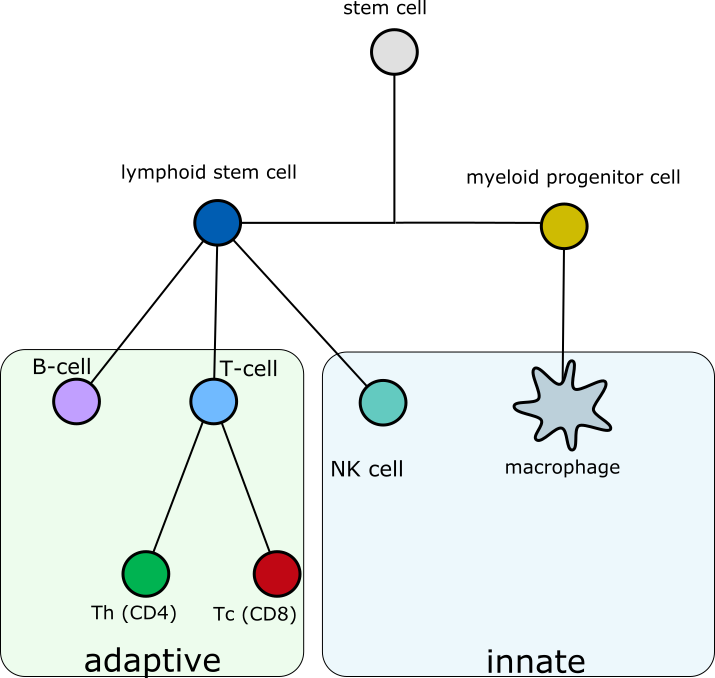 stem cell
lymphoid stem cell
myeloid progenitor cell
B-cell
T-cell
NK cell
macrophage
Th (CD4)
Tc (CD8)
adaptive
innate